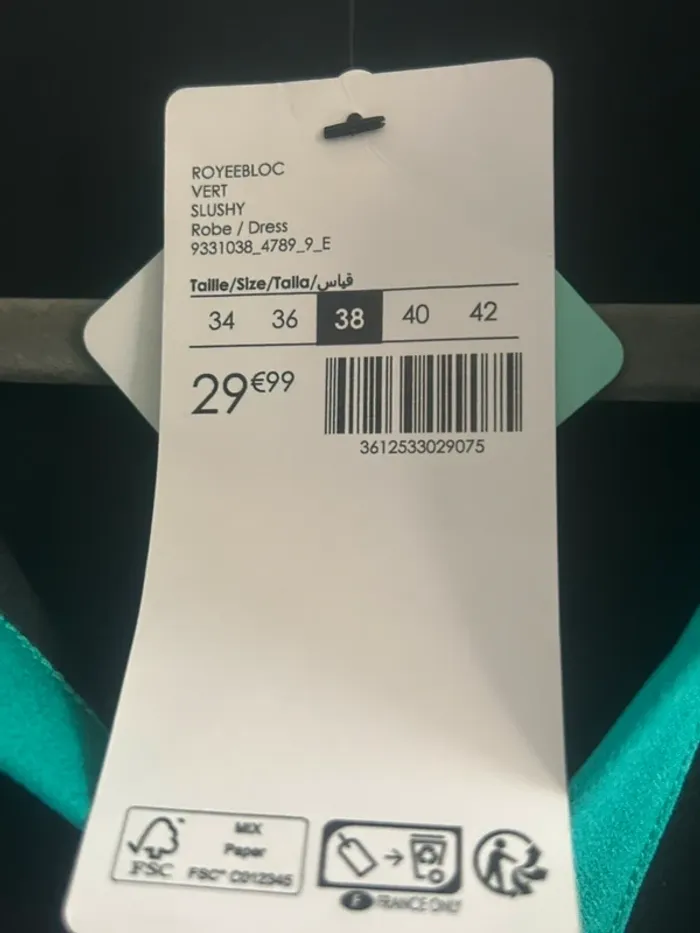 ROYEEBLOC
VERT
SLUSHY
Robe / Dress
9331038_4789_9_E
Taille/Size/Talla/قياس
34 36 38 40 42
29€99
3612533029075
MIX
Paper
FSC
FSC™ C012345
F FRANCE ONLY